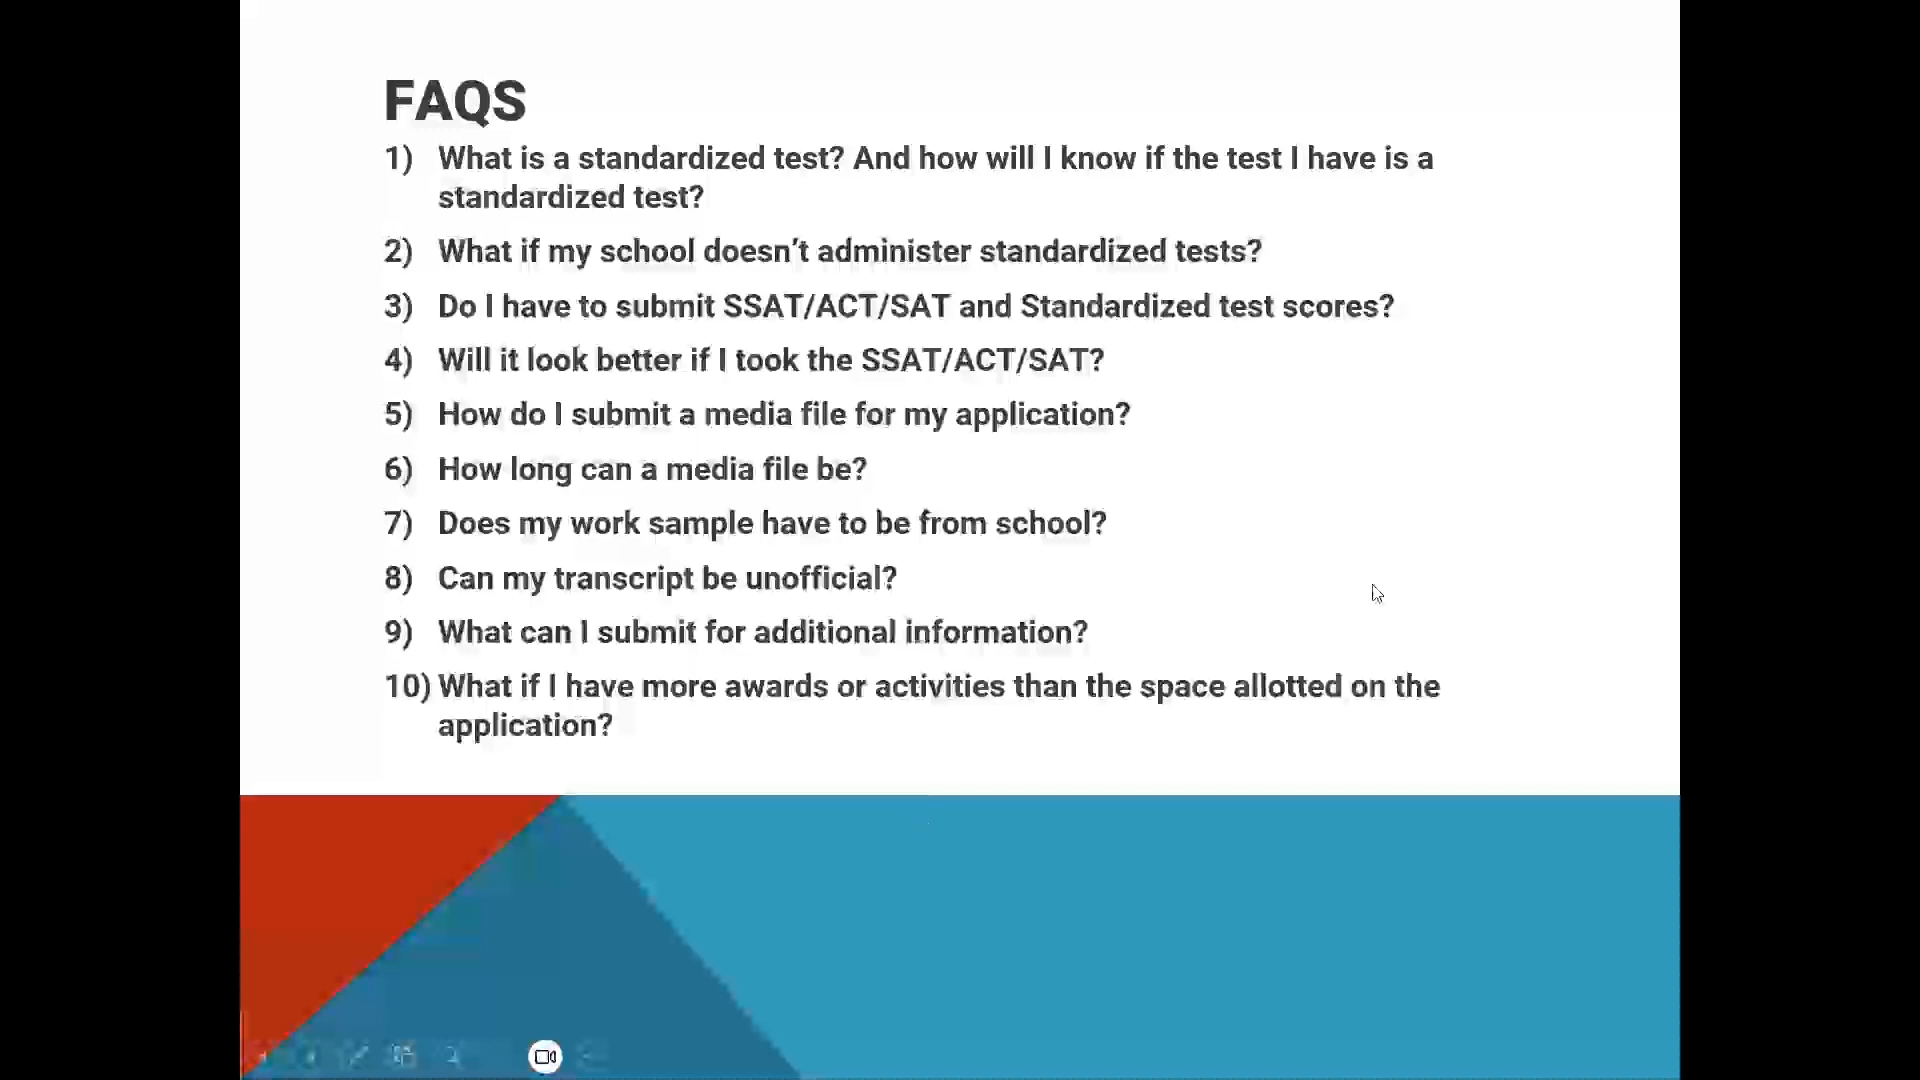 FAQS
1) What is a standardized test? And how will I know if the test I have is a
standardized test?
2) What if my school doesn’t administer standardized tests?
3) Do I have to submit SSAT/ACT/SAT and Standardized test scores?
4) Will it look better if I took the SSAT/ACT/SAT?
5) How do I submit a media file for my application?
6) How long can a media file be?
7) Does my work sample have to be from school?
8) Can my transcript be unofficial?
9) What can I submit for additional information?
10) What if I have more awards or activities than the space allotted on the
application?